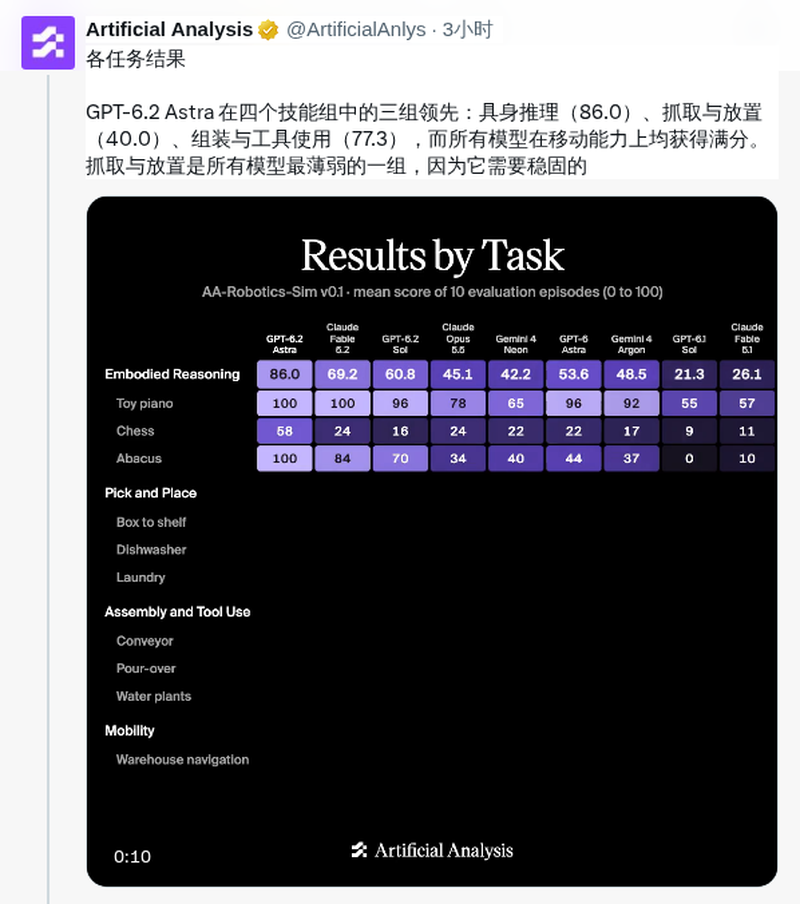 Artificial Analysis @ArtificialAnlys · 3小时
各任务结果
GPT-6.2 Astra 在四个技能组中的三组领先：具身推理（86.0）、抓取与放置
（40.0）、组装与工具使用（77.3），而所有模型在移动能力上均获得满分。
抓取与放置是所有模型最薄弱的一组，因为它需要稳固的
Results by Task
AA-Robotics-Sim v0.1 · mean score of 10 evaluation episodes (0 to 100)
GPT-6.2 Astra Claude Fable 5.2 GPT-6.2 Sol Claude Opus 5.5 Gemini 4 Neon GPT-6 Astra Gemini 4 Argon GPT-6.1 Sol Claude Fable 5.1
Embodied Reasoning 86.0 69.2 60.8 45.1 42.2 53.6 48.5 21.3 26.1
Toy piano 100 100 96 78 65 96 92 55 57
Chess 58 24 16 24 22 22 17 9 11
Abacus 100 84 70 34 40 44 37 0 10
Pick and Place
Box to shelf
Dishwasher
Laundry
Assembly and Tool Use
Conveyor
Pour-over
Water plants
Mobility
Warehouse navigation
0:10
Artificial Analysis